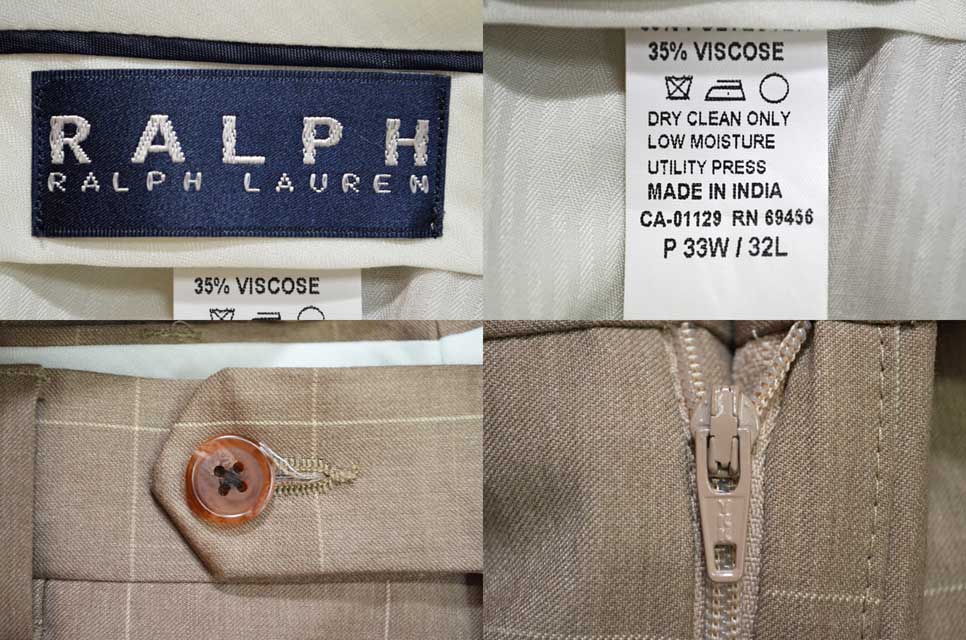 RALPH
RALPH LAUREN
35% VISCOSE
35% VISCOSE
DRY CLEAN ONLY
LOW MOISTURE
UTILITY PRESS
MADE IN INDIA
CA-01129 RN 69456
P 33W / 32L